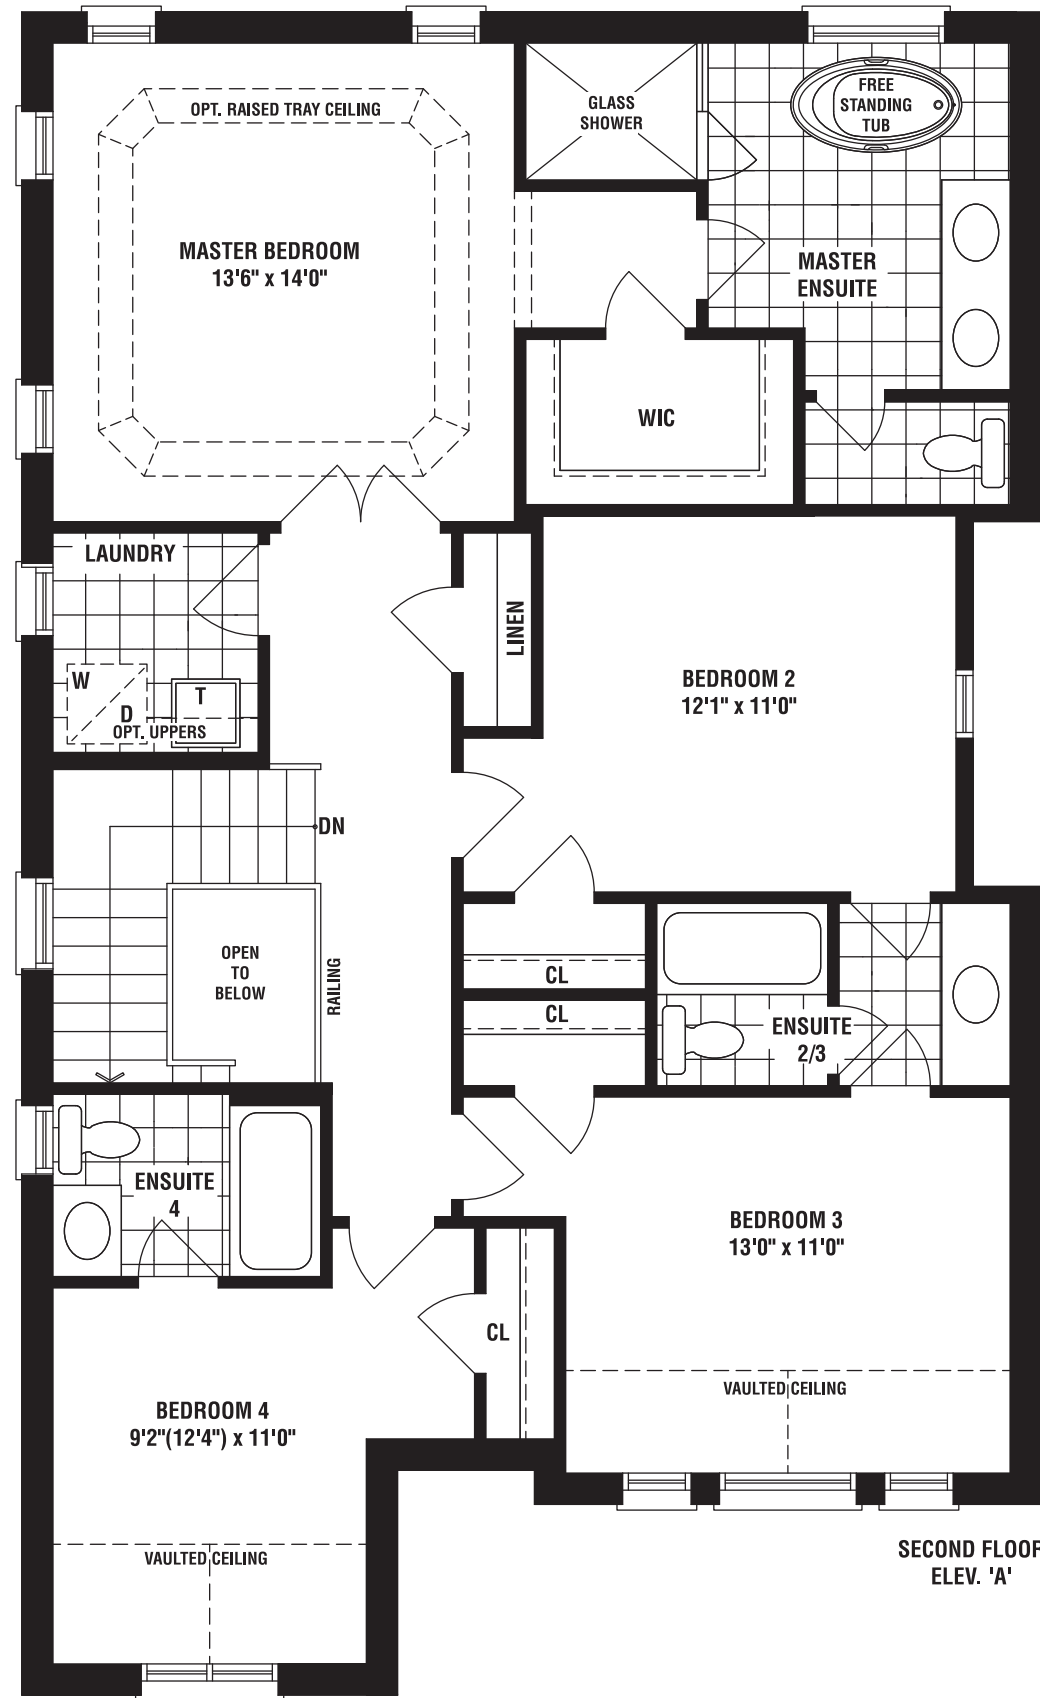 OPT. RAISED TRAY CEILING
GLASS
SHOWER
FREE
STANDING
TUB
MASTER BEDROOM
13'6" x 14'0"
MASTER
ENSUITE
WIC
LAUNDRY
W
D
T
OPT. UPPERS
LINEN
BEDROOM 2
12'1" x 11'0"
DN
OPEN
TO
BELOW
RAILING
CL
CL
ENSUITE
2/3
ENSUITE
4
BEDROOM 3
13'0" x 11'0"
CL
VAULTED CEILING
BEDROOM 4
9'2"(12'4") x 11'0"
VAULTED CEILING
SECOND FLOOR
ELEV. 'A'